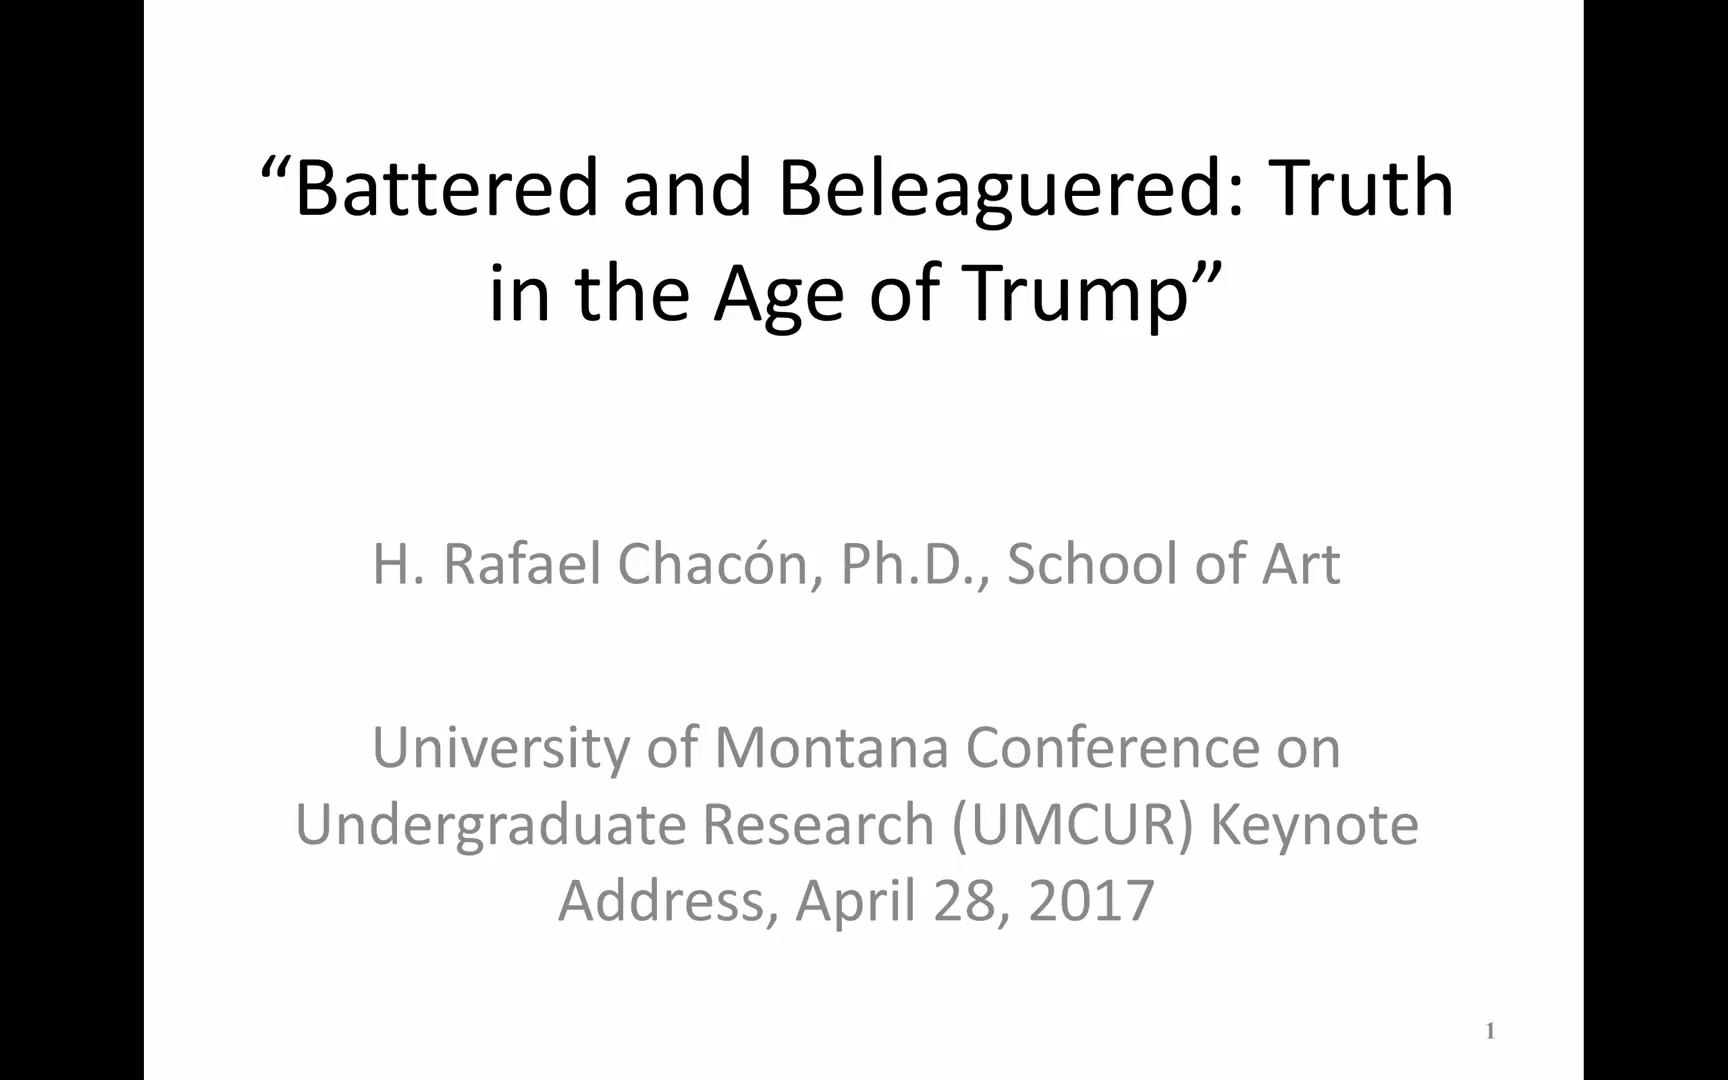 “Battered and Beleaguered: Truth
in the Age of Trump”
H. Rafael Chacón, Ph.D., School of Art
University of Montana Conference on
Undergraduate Research (UMCUR) Keynote
Address, April 28, 2017
1